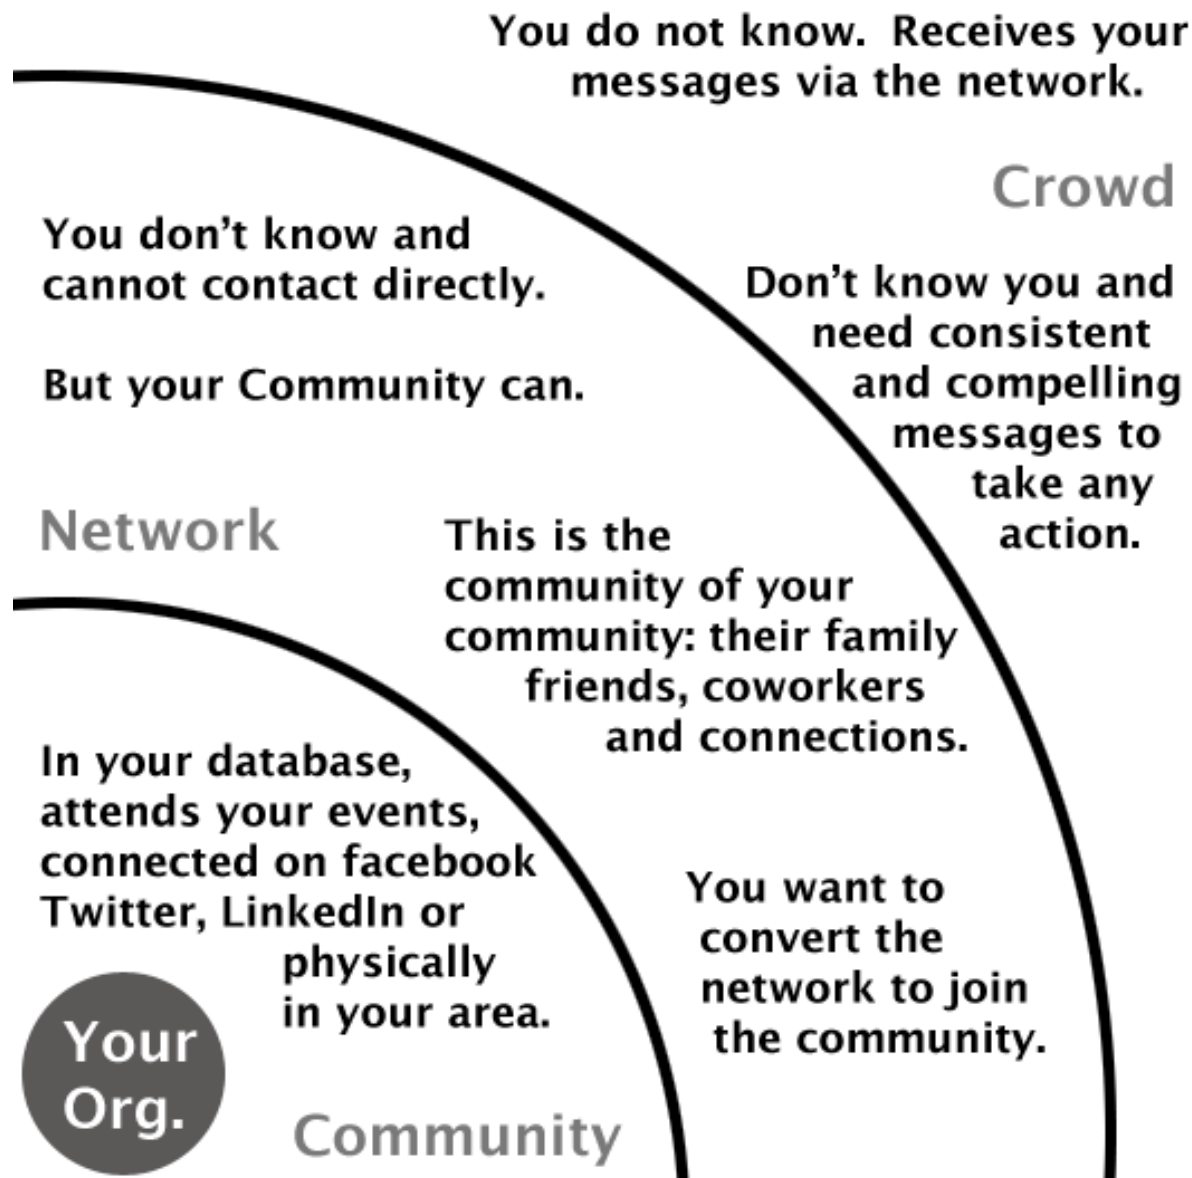 You do not know. Receives your
messages via the network.
Crowd
Don't know you and
need consistent
and compelling
messages to
take any
action.
You don't know and
cannot contact directly.
But your Community can.
Network
This is the
community of your
community: their family
friends, coworkers
and connections.
You want to
convert the
network to join
the community.
In your database,
attends your events,
connected on facebook
Twitter, LinkedIn or
physically
in your area.
Your
Org.
Community